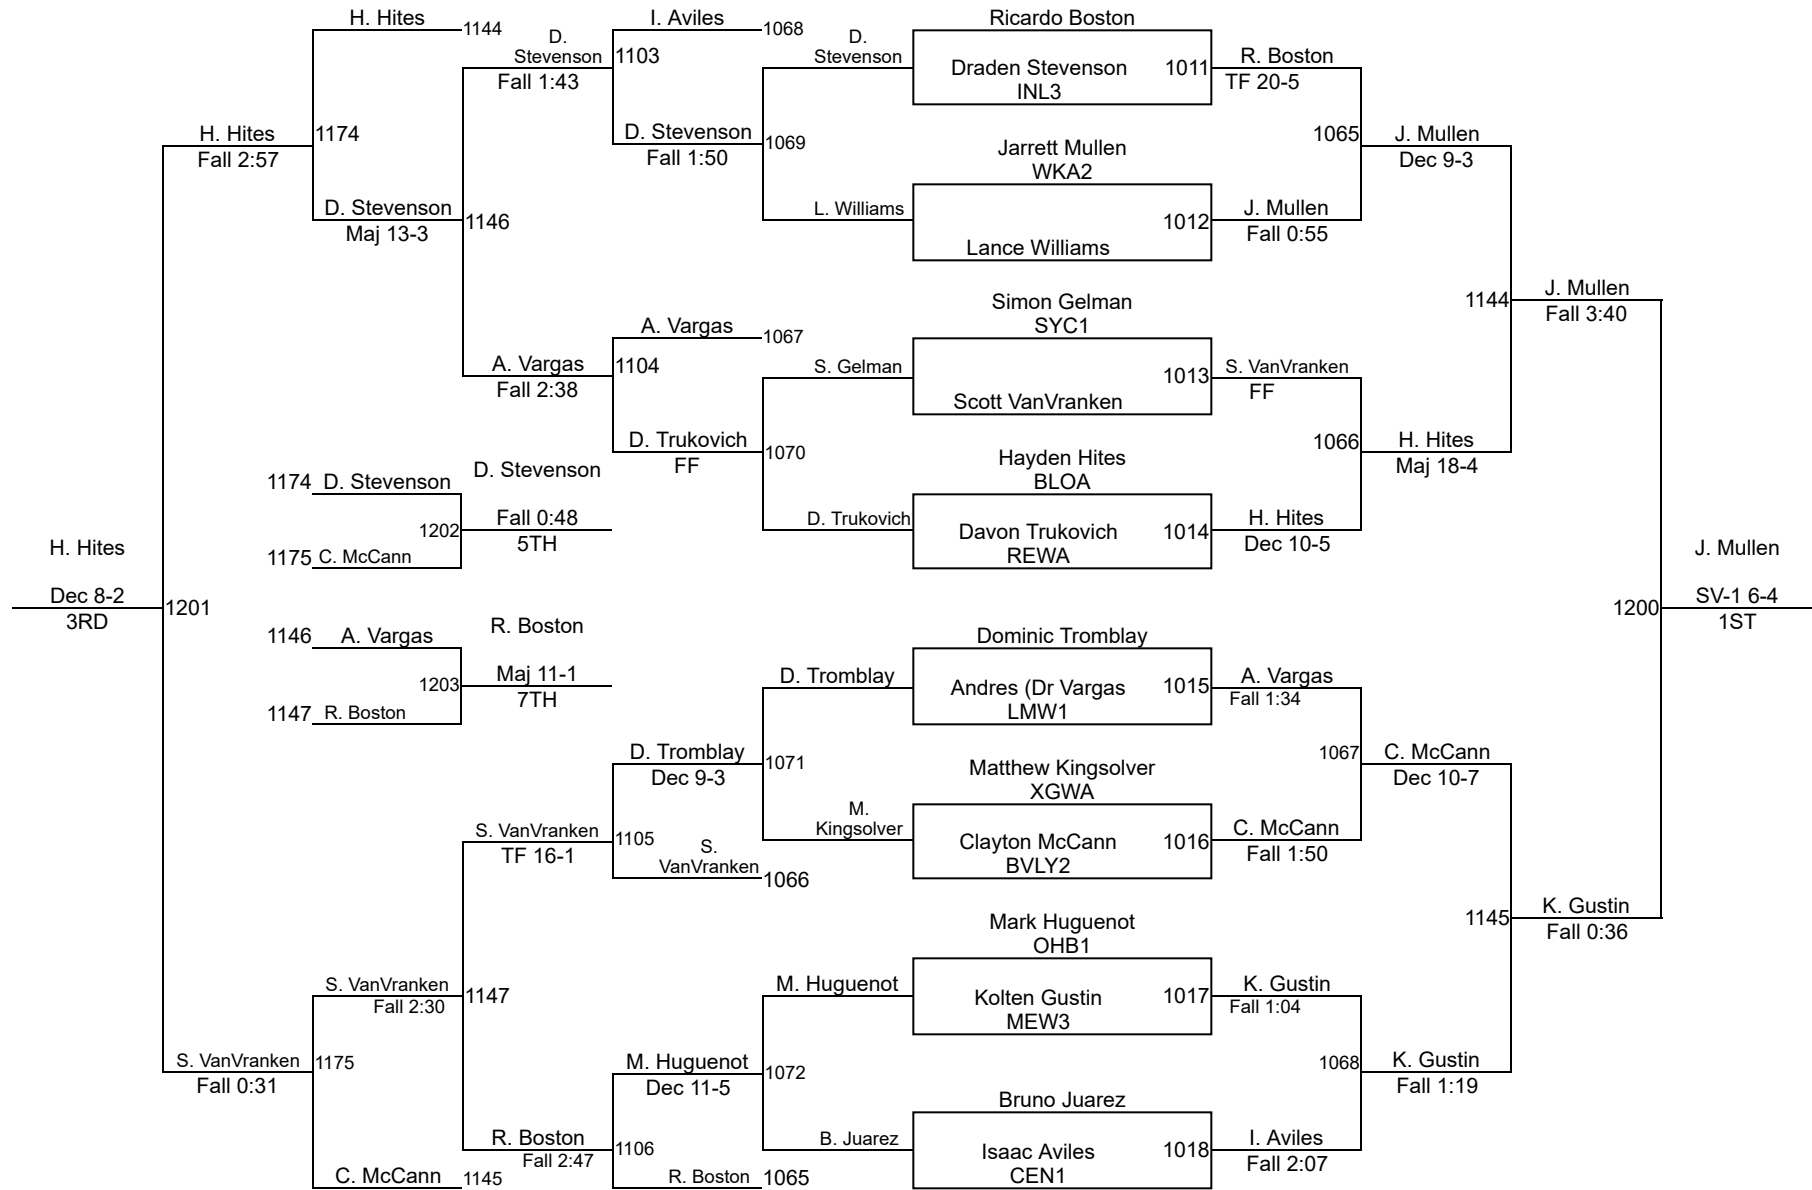 H. Hites
1144
H. Hites
Fall 2:57
1174
D. Stevenson
Maj 13-3
D.
Stevenson
Fall 1:43
1146
A. Vargas
Fall 2:38
I. Aviles
1068
1103
D. Stevenson
Fall 1:50
1069
D.
Stevenson
L. Williams
A. Vargas
1067
1104
D. Trukovich
FF
1070
S. Gelman
D. Trukovich
Ricardo Boston
Draden Stevenson
INL3
1011
R. Boston
TF 20-5
Jarrett Mullen
WKA2
Lance Williams
1012
J. Mullen
Fall 0:55
1065
J. Mullen
Dec 9-3
Simon Gelman
SYC1
Scott VanVranken
1013
S. VanVranken
FF
Hayden Hites
BLOA
Davon Trukovich
REWA
1014
H. Hites
Dec 10-5
1066
H. Hites
Maj 18-4
1144
J. Mullen
Fall 3:40
1174
D. Stevenson
1175
C. McCann
1202
D. Stevenson
Fall 0:48
5TH
H. Hites
Dec 8-2
3RD
1201
1146
A. Vargas
1147
R. Boston
1203
R. Boston
Maj 11-1
7TH
J. Mullen
SV-1 6-4
1ST
1200
Dominic Tromblay
Andres (Dr Vargas
LMW1
1015
A. Vargas
Fall 1:34
Matthew Kingsolver
XGWA
Clayton McCann
BVLY2
1016
C. McCann
Fall 1:50
1067
C. McCann
Dec 10-7
D. Tromblay
M.
Kingsolver
1071
D. Tromblay
Dec 9-3
S.
VanVranken
1066
1105
S. VanVranken
TF 16-1
1147
S. VanVranken
Fall 2:30
S. VanVranken
Fall 0:31
1175
C. McCann
1145
R. Boston
Fall 2:47
1106
M. Huguenot
Dec 11-5
R. Boston
1065
1072
M. Huguenot
B. Juarez
Mark Huguenot
OHB1
Kolten Gustin
MEW3
1017
K. Gustin
Fall 1:04
Bruno Juarez
Isaac Aviles
CEN1
1018
I. Aviles
Fall 2:07
1068
K. Gustin
Fall 1:19
1145
K. Gustin
Fall 0:36